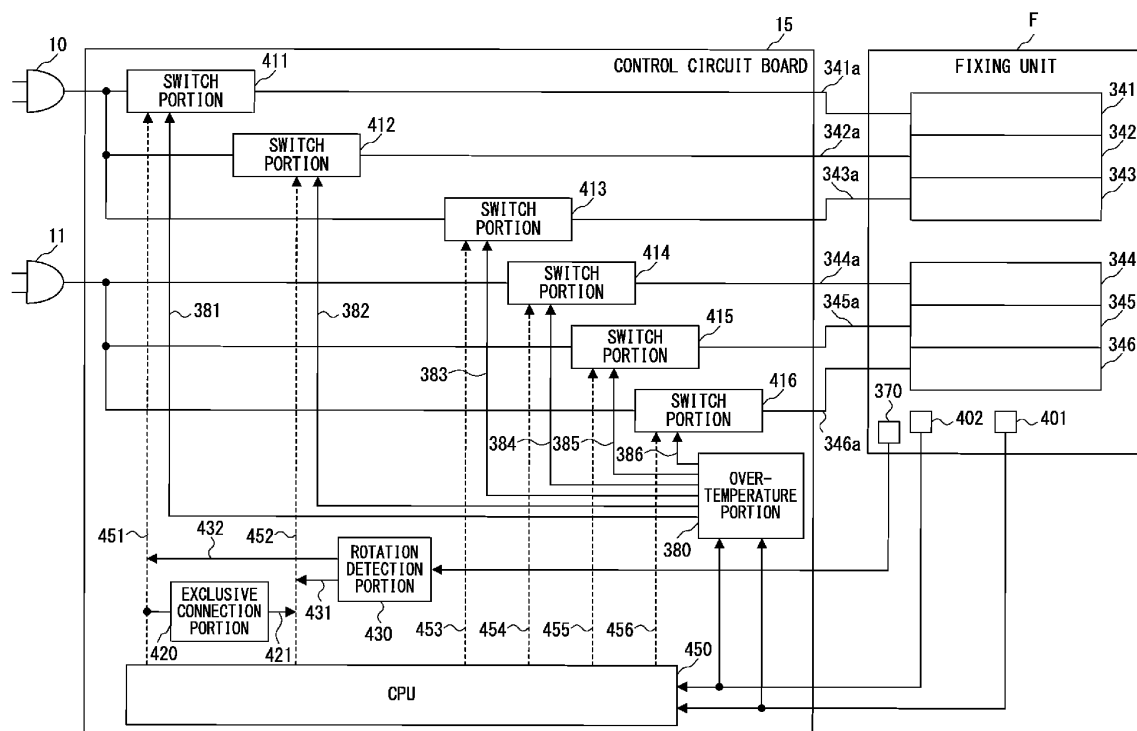 10
15
F
SWITCH
PORTION
411
CONTROL CIRCUIT BOARD
341a
FIXING UNIT
341
SWITCH
PORTION
412
342a
342
SWITCH
PORTION
413
343a
343
11
SWITCH
PORTION
414
344a
344
381
382
SWITCH
PORTION
415
345a
345
383
SWITCH
PORTION
416
346
384
385
386
346a
370
402
401
OVER-
TEMPERATURE
PORTION
380
451
432
452
ROTATION
DETECTION
PORTION
431
430
EXCLUSIVE
CONNECTION
PORTION
420
421
453
454
455
456
450
CPU